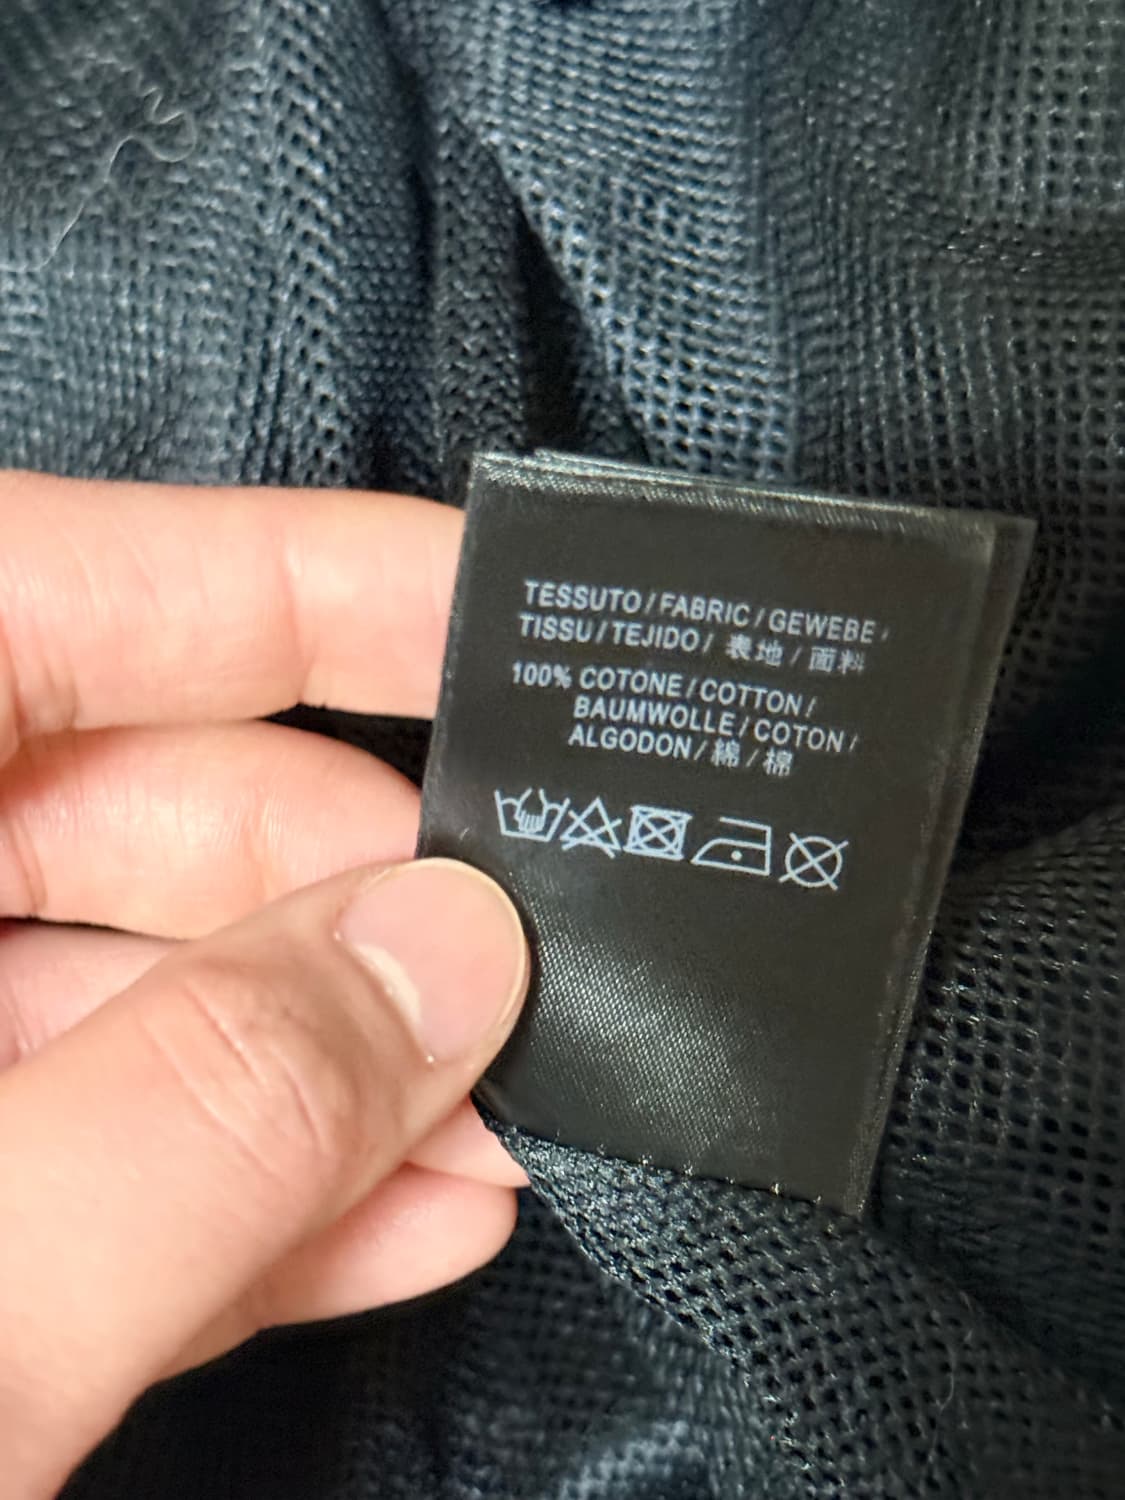 TESSUTO / FABRIC / GEWEBE /
TISSU / TEJIDO / 表地 / 面料
100% COTONE / COTTON /
BAUMWOLLE / COTON /
ALGODON / 綿 / 棉